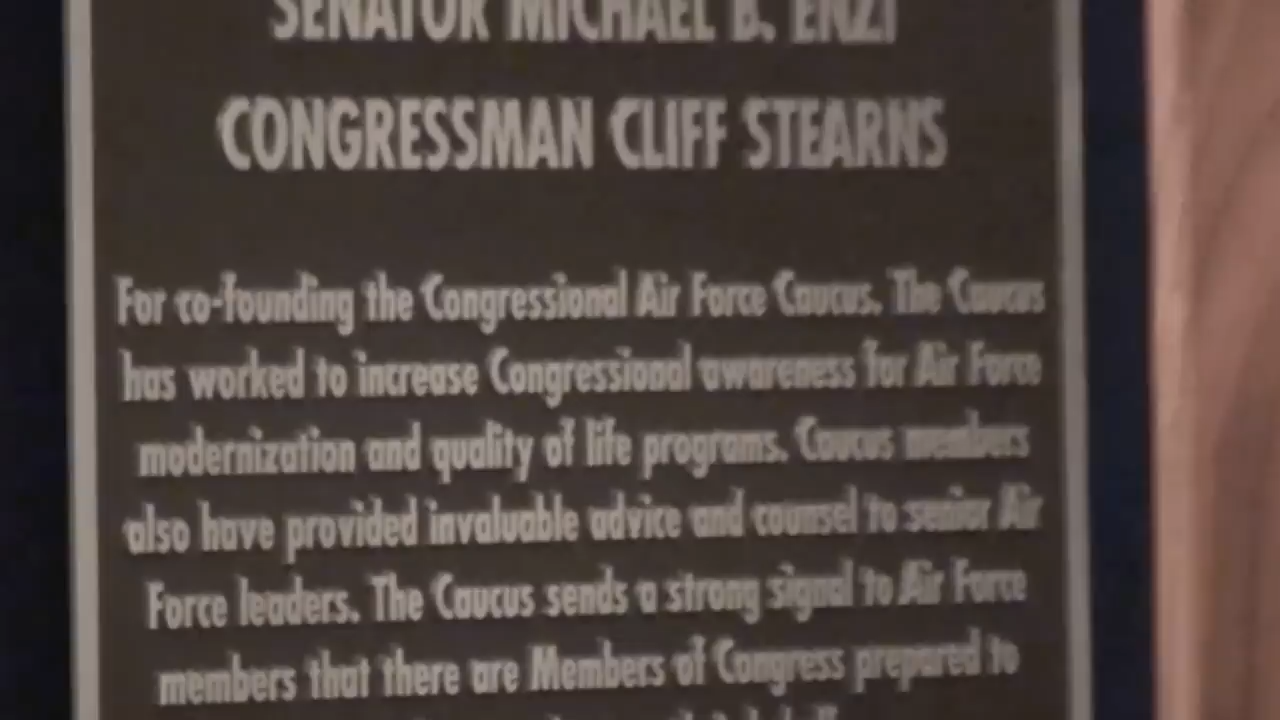 SENATOR MICHAEL B. ENZI
CONGRESSMAN CLIFF STEARNS
For co-founding the Congressional Air Force Caucus. The Caucus
has worked to increase Congressional awareness for Air Force
modernization and quality of life programs. Caucus members
also have provided invaluable advice and counsel to senior Air
Force leaders. The Caucus sends a strong signal to Air Force
members that there are Members of Congress prepared to